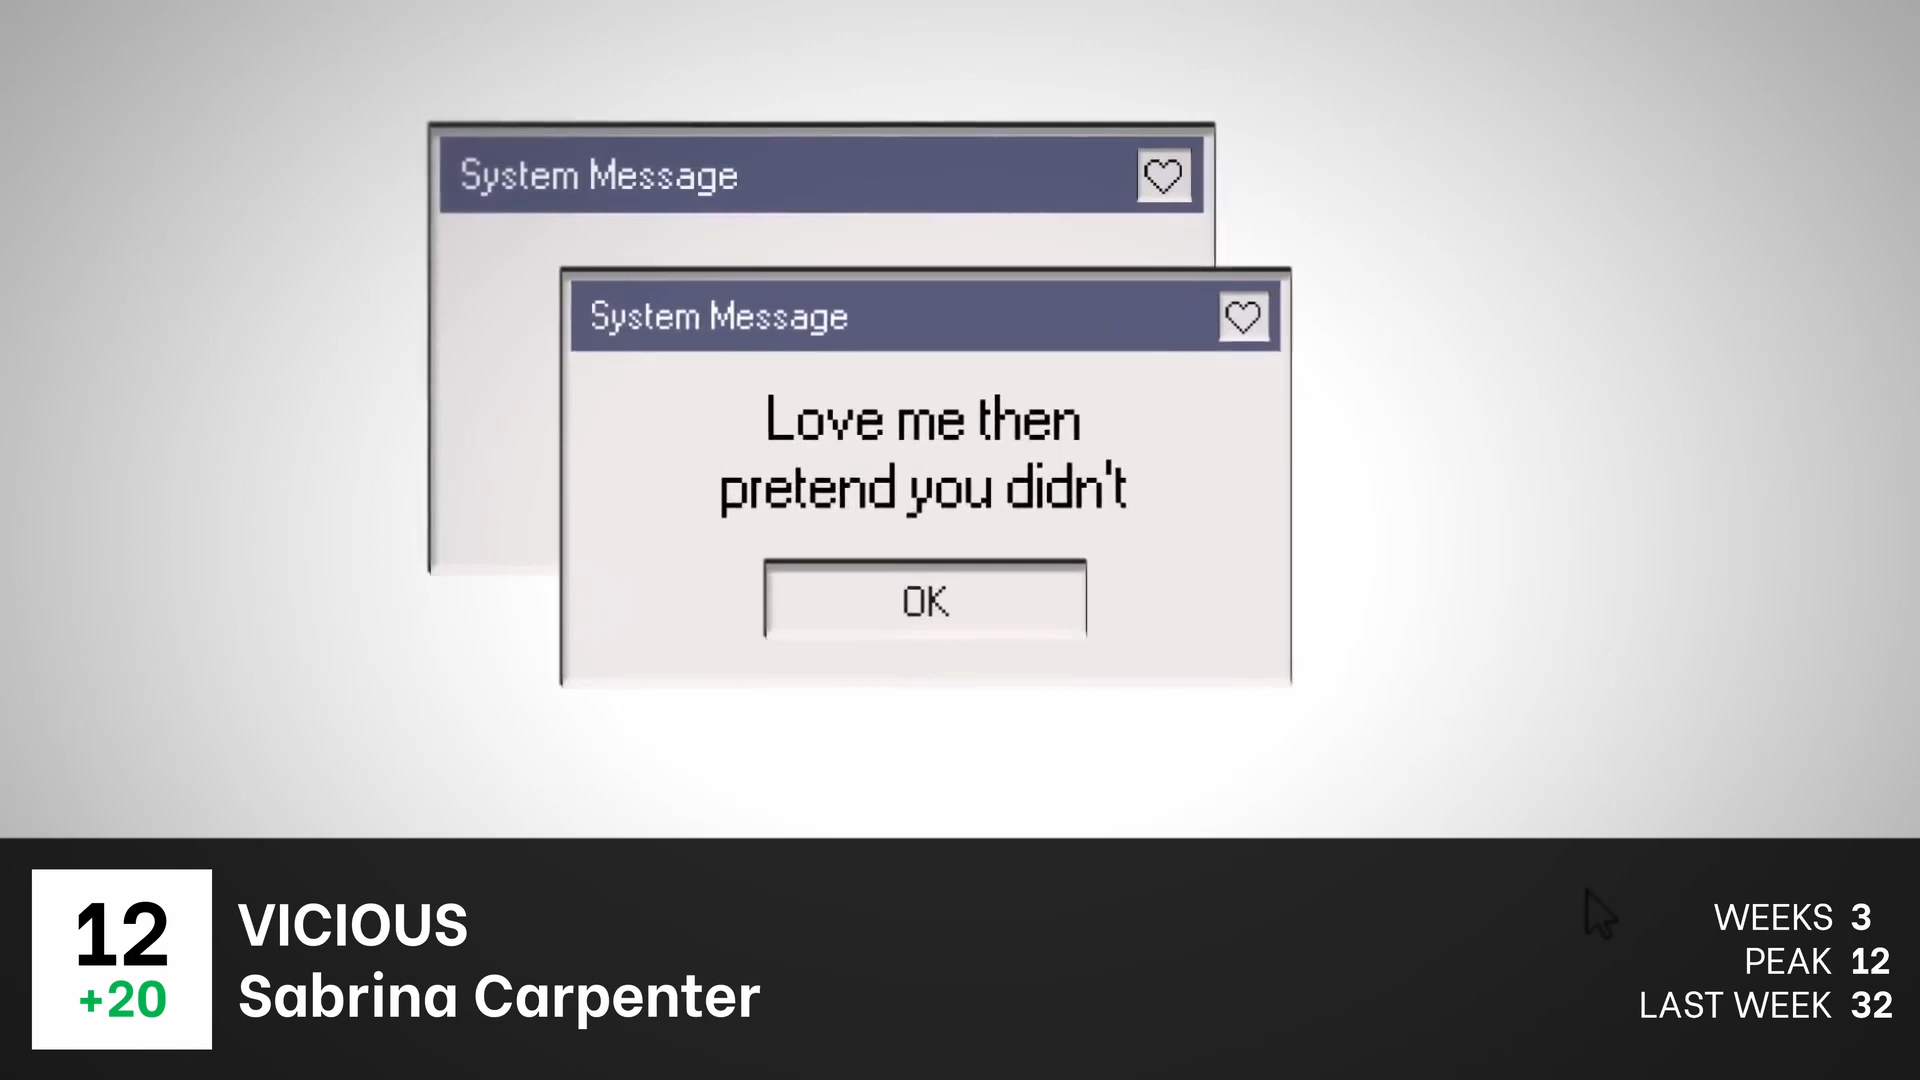 System Message
System Message
Love me then
pretend you didn't
OK
12
+20
VICIOUS
Sabrina Carpenter
WEEKS 3
PEAK 12
LAST WEEK 32